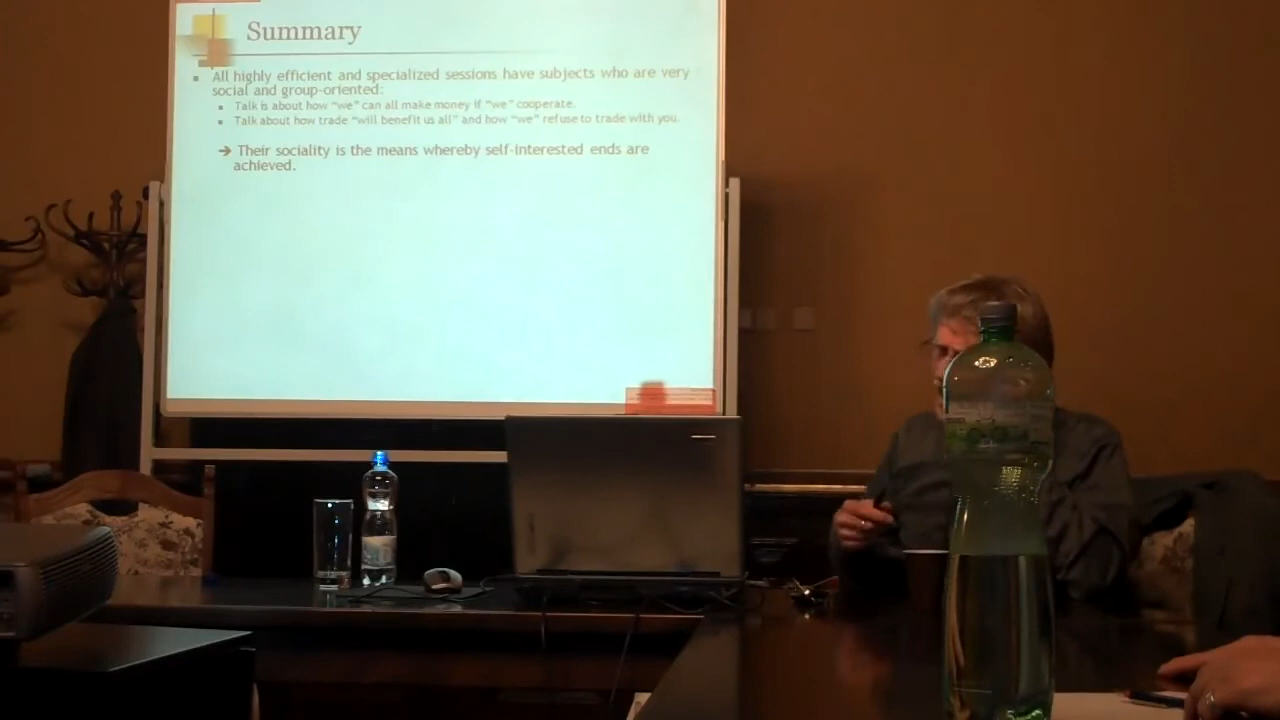 Summary
All highly efficient and specialized sessions have subjects who are very
social and group-oriented:
Talk is about how “we” can all make money if “we” cooperate.
Talk about how trade “will benefit us all” and how “we” refuse to trade with you.
➔ Their sociality is the means whereby self-interested ends are
achieved.